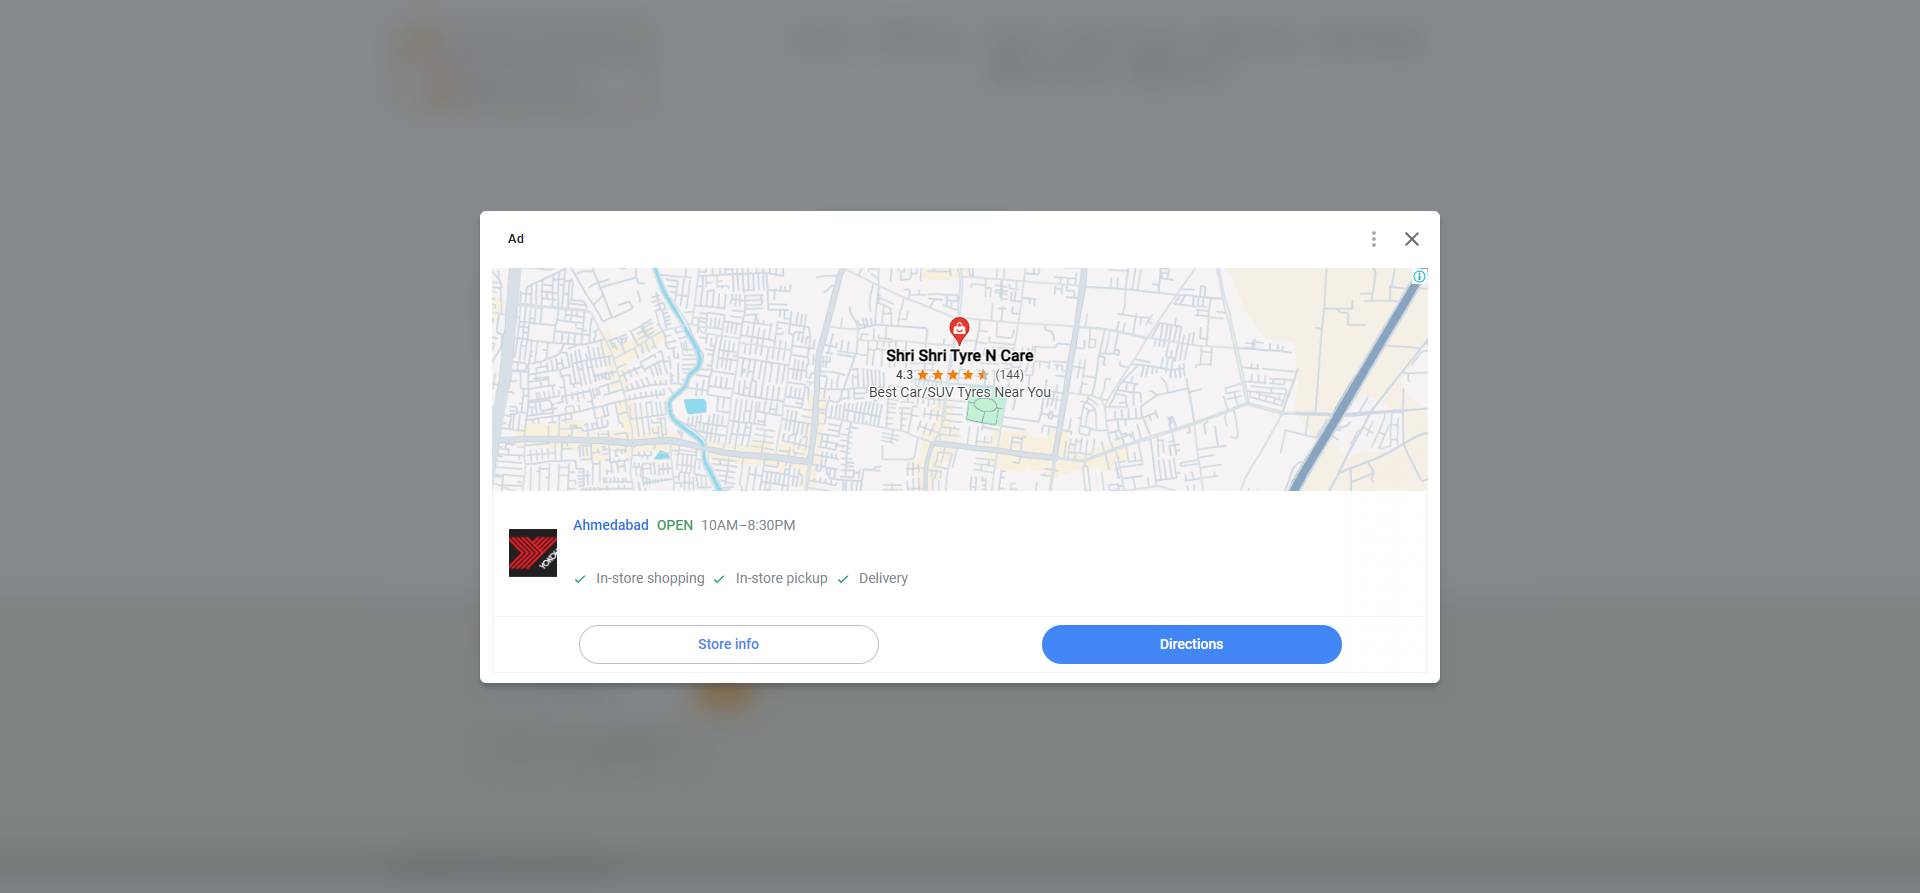 Ad
Shri Shri Tyre N Care
4.3 (144)
Best Car/SUV Tyres Near You
Ahmedabad OPEN 10AM–8:30PM
In-store shopping In-store pickup Delivery
Store info
Directions